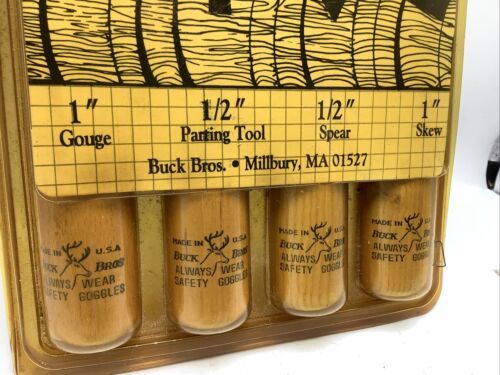 1" 1/2" 1/2" 1"
Gouge Parting Tool Spear Skew
Buck Bros. • Millbury, MA 01527
MADE IN U.S.A
BUCK BROS
ALWAYS WEAR
SAFETY GOGGLES
MADE IN U.S.A
BUCK BROS
ALWAYS WEAR
SAFETY GOGGLES
MADE IN U.S.A
BUCK BROS
ALWAYS WEAR
SAFETY GOGGLES
MADE IN U.S.A
BUCK BROS
ALWAYS WEAR
SAFETY GOGGLES